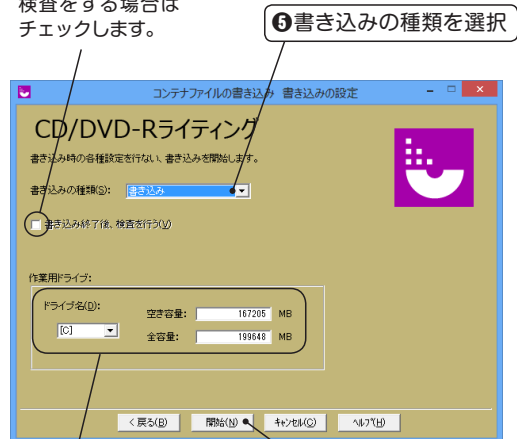 検査をする場合は
チェックします。
❺書き込みの種類を選択
コンテナファイルの書き込み 書き込みの設定
CD/DVD-Rライティング
書き込み時の各種設定を行ない、書き込みを開始します。
書き込みの種類(S): 書き込み
書き込み終了後、検査を行う(V)
作業用ドライブ:
ドライブ名(D):
空き容量: 167205 MB
[C]
全容量: 199648 MB
< 戻る(B) 開始(N) キャンセル(C) ヘルプ(H)